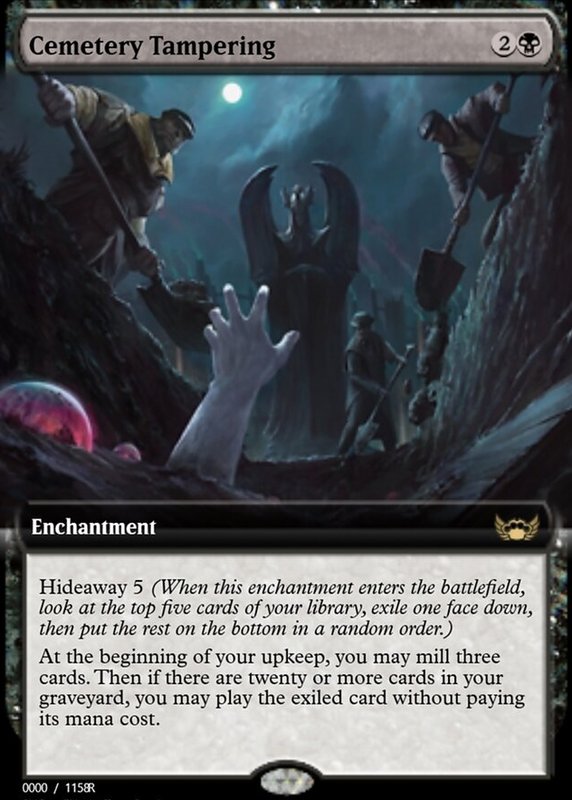 Cemetery Tampering 2
Enchantment
Hideaway 5 (When this enchantment enters the battlefield,
look at the top five cards of your library, exile one face down,
then put the rest on the bottom in a random order.)
At the beginning of your upkeep, you may mill three
cards. Then if there are twenty or more cards in your
graveyard, you may play the exiled card without paying
its mana cost.
0000 / 1158R